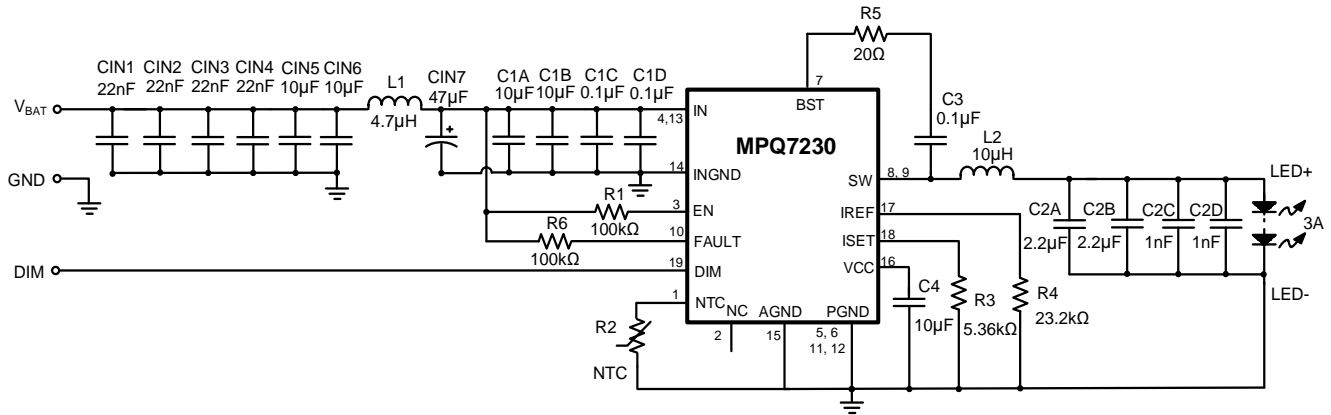 R5
20Ω
CIN1
22nF
CIN2
22nF
CIN3
22nF
CIN4
22nF
CIN5
10µF
CIN6
10µF
L1
4.7µH
CIN7
47µF
+
C1A
10µF
C1B
10µF
C1C
0.1µF
C1D
0.1µF
VBAT
GND
DIM
R1
100kΩ
R6
100kΩ
R2
NTC
4,13
IN
14
INGND
3
EN
10
FAULT
19
DIM
1
NTC
NC
2
AGND
15
PGND
5, 6
11, 12
7
BST
MPQ7230
SW
8, 9
IREF
17
ISET
18
VCC
16
C3
0.1µF
L2
10µH
C4
10µF
R3
5.36kΩ
R4
23.2kΩ
C2A
2.2µF
C2B
2.2µF
C2C
1nF
C2D
1nF
LED+
3A
LED-